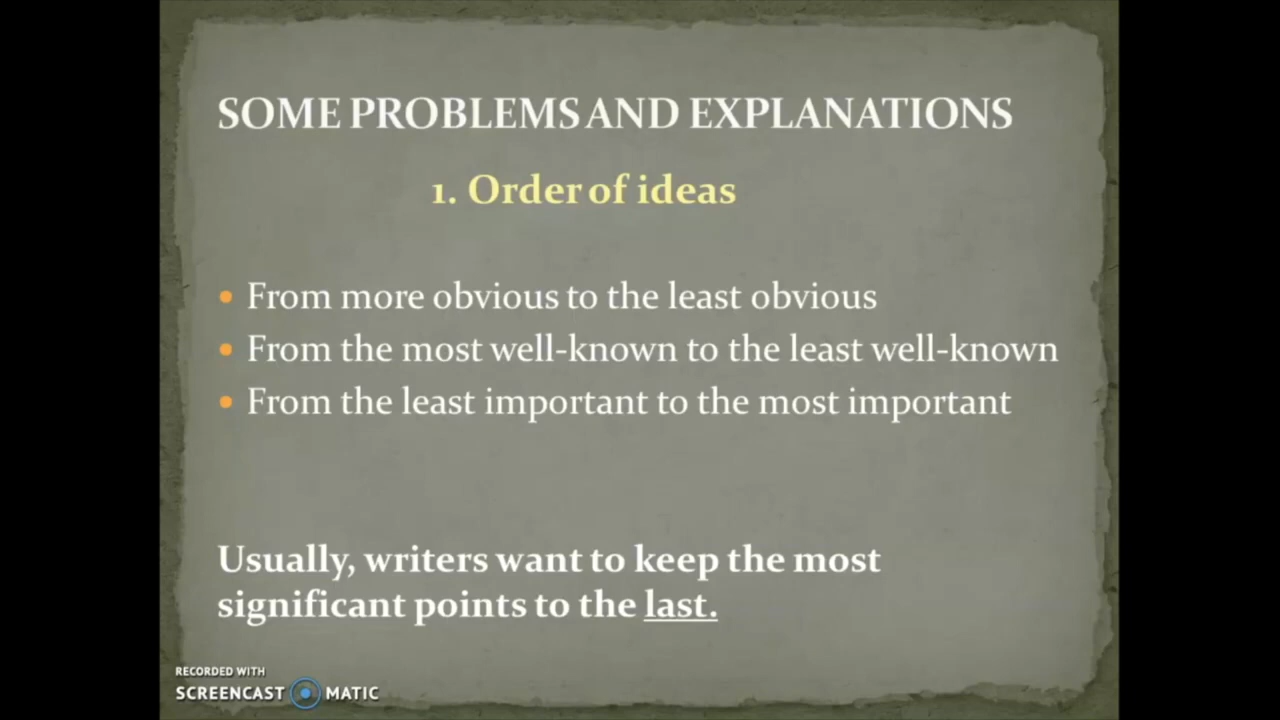 SOME PROBLEMS AND EXPLANATIONS
1. Order of ideas
• From more obvious to the least obvious
• From the most well-known to the least well-known
• From the least important to the most important
Usually, writers want to keep the most
significant points to the last.
RECORDED WITH
SCREENCAST MATIC